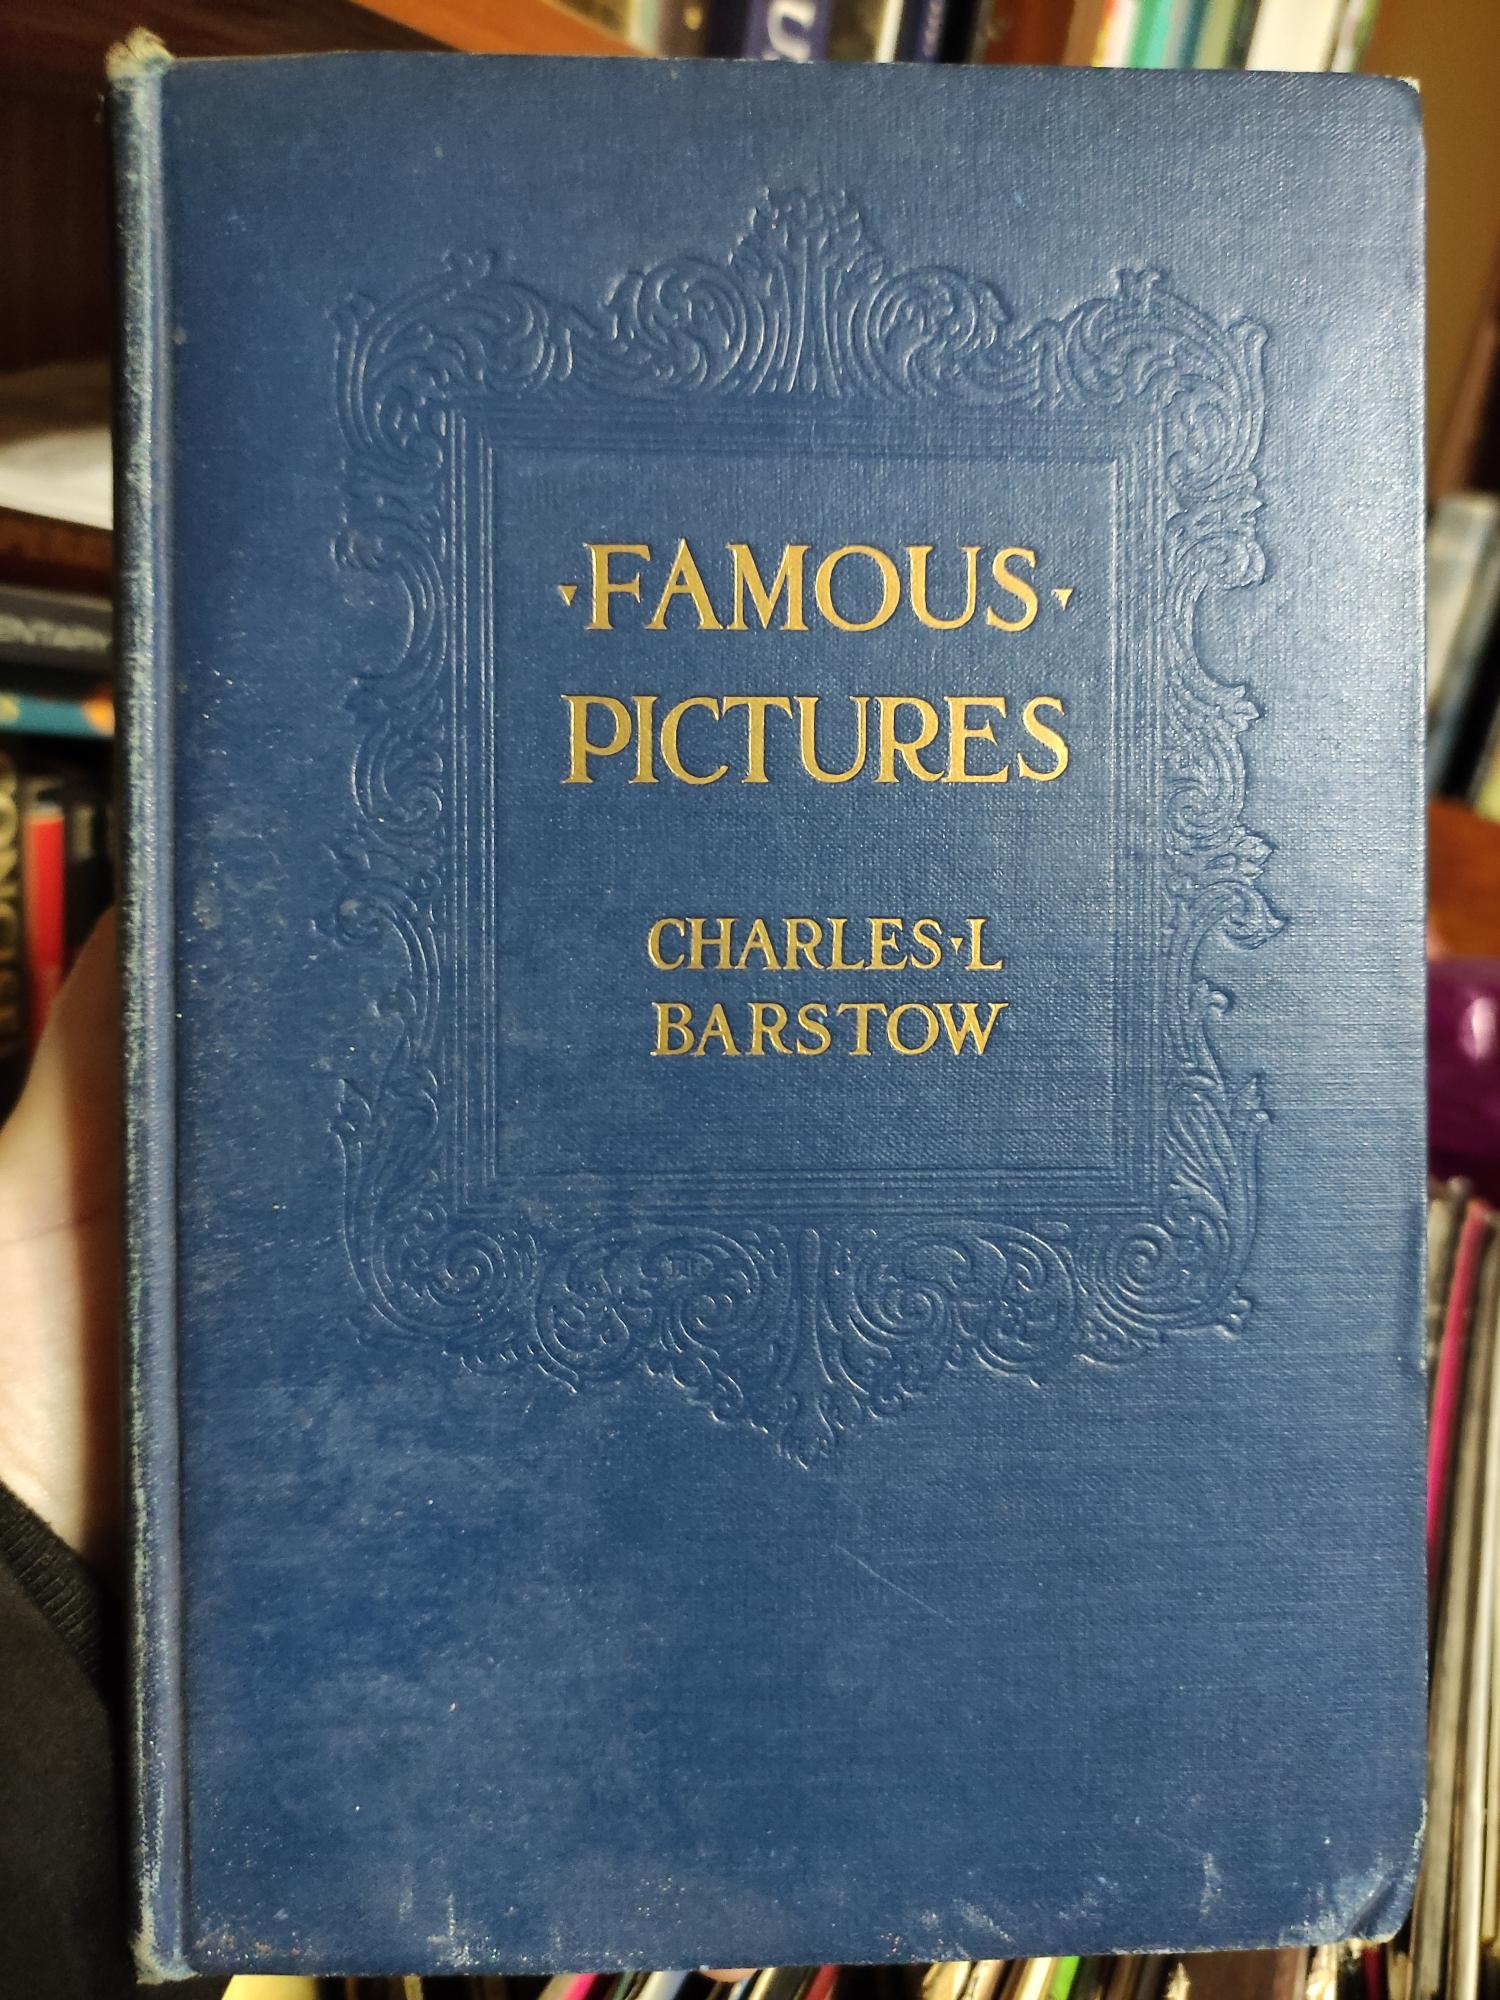 ·FAMOUS·
PICTURES
CHARLES·L
BARSTOW